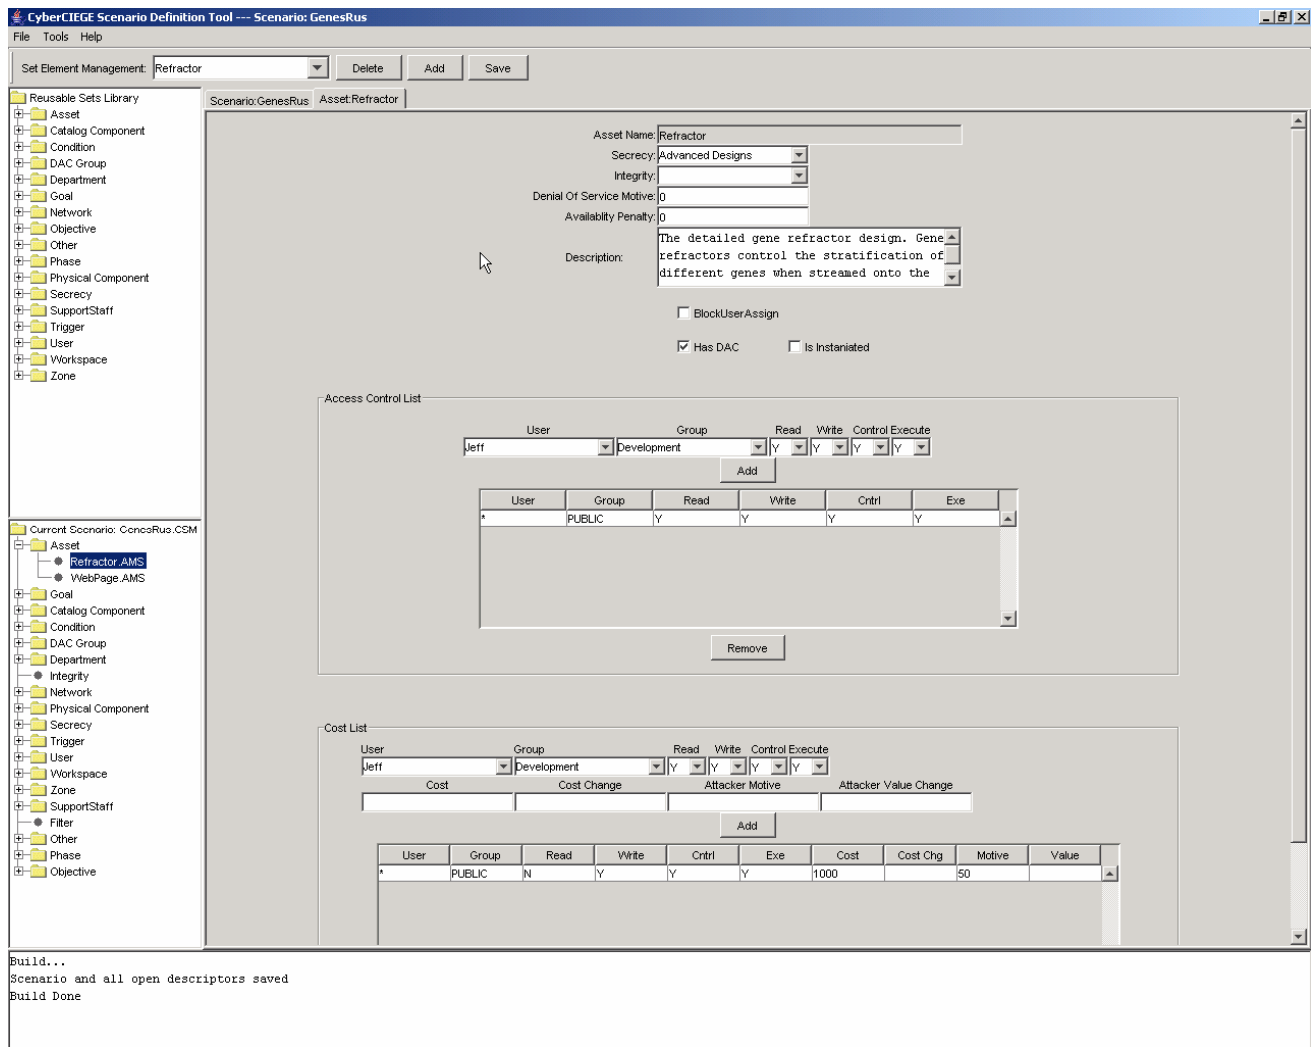 CyberCIEGE Scenario Definition Tool --- Scenario: GenesRus
File Tools Help
Set Element Management: Refractor Delete Add Save
Reusable Sets Library
Asset
Catalog Component
Condition
DAC Group
Department
Goal
Network
Objective
Other
Phase
Physical Component
Secrecy
SupportStaff
Trigger
User
Workspace
Zone
Current Scenario: GenesRus.CSM
Asset
Refractor.AMS
WebPage.AMS
Goal
Catalog Component
Condition
DAC Group
Department
Integrity
Network
Physical Component
Secrecy
Trigger
User
Workspace
Zone
SupportStaff
Filter
Other
Phase
Objective
Scenario:GenesRus Asset:Refractor
Asset Name: Refractor
Secrecy: Advanced Designs
Integrity:
Denial Of Service Motive: 0
Availablity Penalty: 0
Description: The detailed gene refractor design. Gene
refractors control the stratification of
different genes when streamed onto the
BlockUserAssign
Has DAC Is Instaniated
Access Control List
User Group Read Write Control Execute
Jeff Development Y Y Y Y
Add
User Group Read Write Cntrl Exe
* PUBLIC Y Y Y Y
Remove
Cost List
User Group Read Write Control Execute
Jeff Development Y Y Y Y
Cost Cost Change Attacker Motive Attacker Value Change
Add
User Group Read Write Cntrl Exe Cost Cost Chg Motive Value
* PUBLIC N Y Y Y 1000 50
Build...
Scenario and all open descriptors saved
Build Done